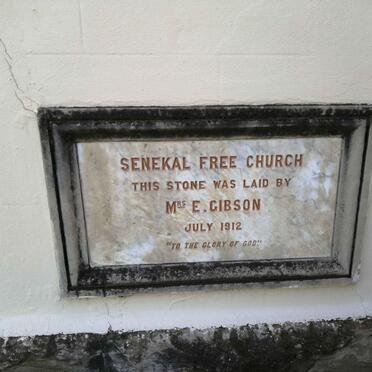 SENEKAL FREE CHURCH
THIS STONE WAS LAID BY
MRS E. GIBSON
JULY 1912
"TO THE GLORY OF GOD"